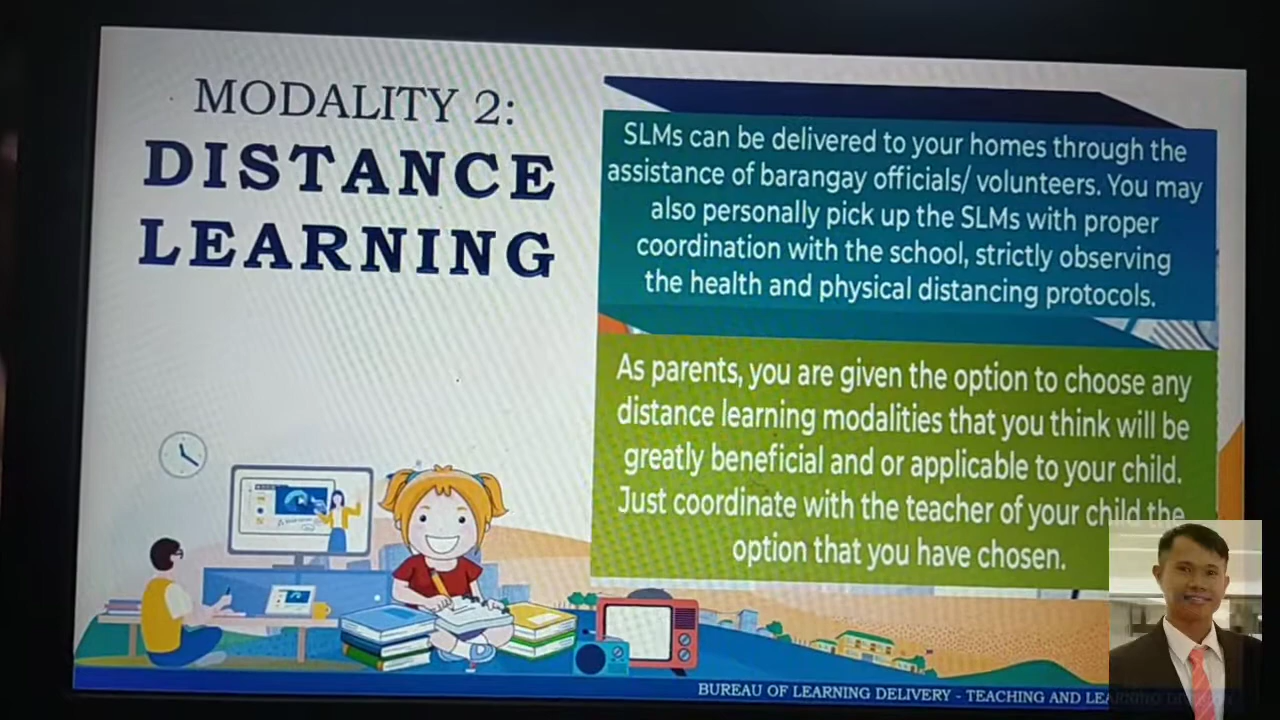 MODALITY 2:
DISTANCE
LEARNING
SLMs can be delivered to your homes through the
assistance of barangay officials/ volunteers. You may
also personally pick up the SLMs with proper
coordination with the school, strictly observing
the health and physical distancing protocols.
As parents, you are given the option to choose any
distance learning modalities that you think will be
greatly beneficial and or applicable to your child.
Just coordinate with the teacher of your child the
option that you have chosen.
BUREAU OF LEARNING DELIVERY - TEACHING AND LEARNING